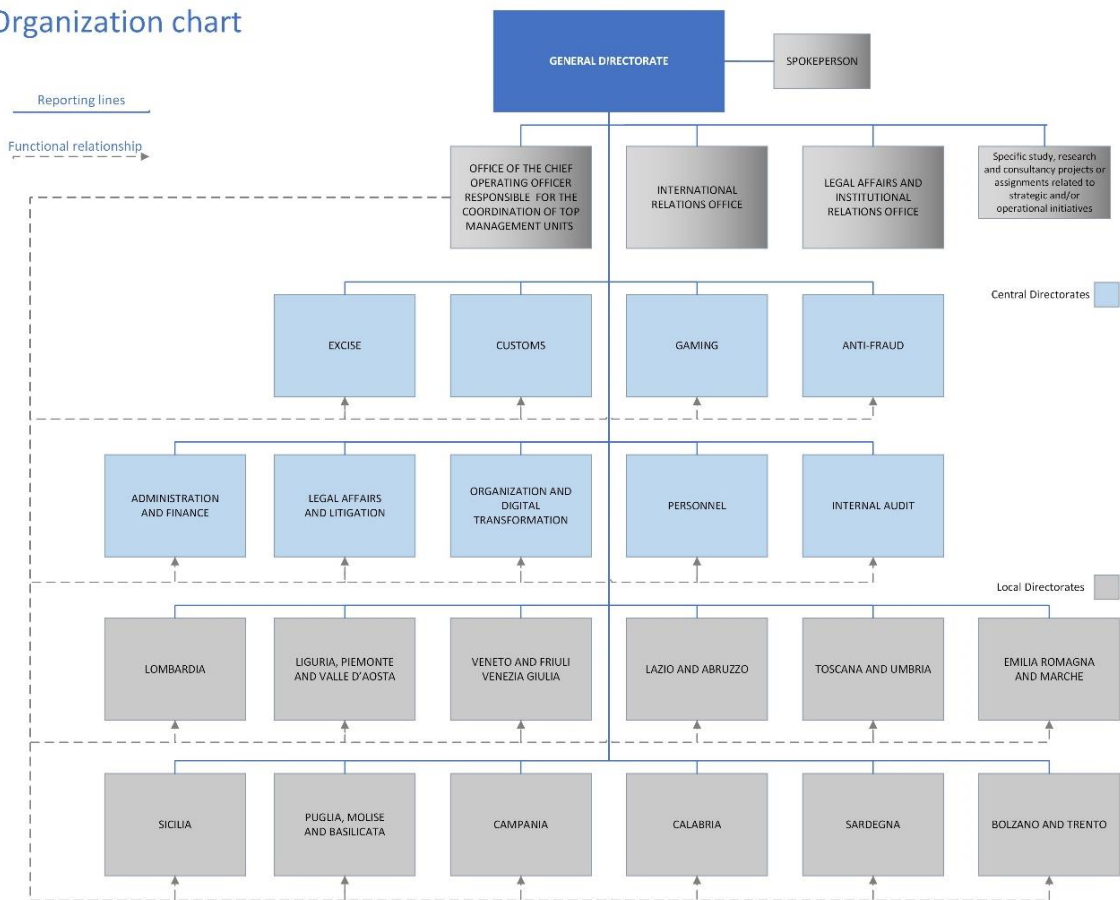 Organization chart
GENERAL DIRECTORATE
SPOKEPERSON
Reporting lines
Functional relationship
OFFICE OF THE CHIEF
OPERATING OFFICER
RESPONSIBLE FOR THE
COORDINATION OF TOP
MANAGEMENT UNITS
INTERNATIONAL
RELATIONS OFFICE
LEGAL AFFAIRS AND
INSTITUTIONAL
RELATIONS OFFICE
Specific study, research
and consultancy projects or
assignments related to
strategic and/or
operational initiatives
Central Directorates
EXCISE
CUSTOMS
GAMING
ANTI-FRAUD
ADMINISTRATION
AND FINANCE
LEGAL AFFAIRS
AND LITIGATION
ORGANIZATION AND
DIGITAL
TRANSFORMATION
PERSONNEL
INTERNAL AUDIT
Local Directorates
LOMBARDIA
LIGURIA, PIEMONTE
AND VALLE D’AOSTA
VENETO AND FRIULI
VENEZIA GIULIA
LAZIO AND ABRUZZO
TOSCANA AND UMBRIA
EMILIA ROMAGNA
AND MARCHE
SICILIA
PUGLIA, MOLISE
AND BASILICATA
CAMPANIA
CALABRIA
SARDEGNA
BOLZANO AND TRENTO